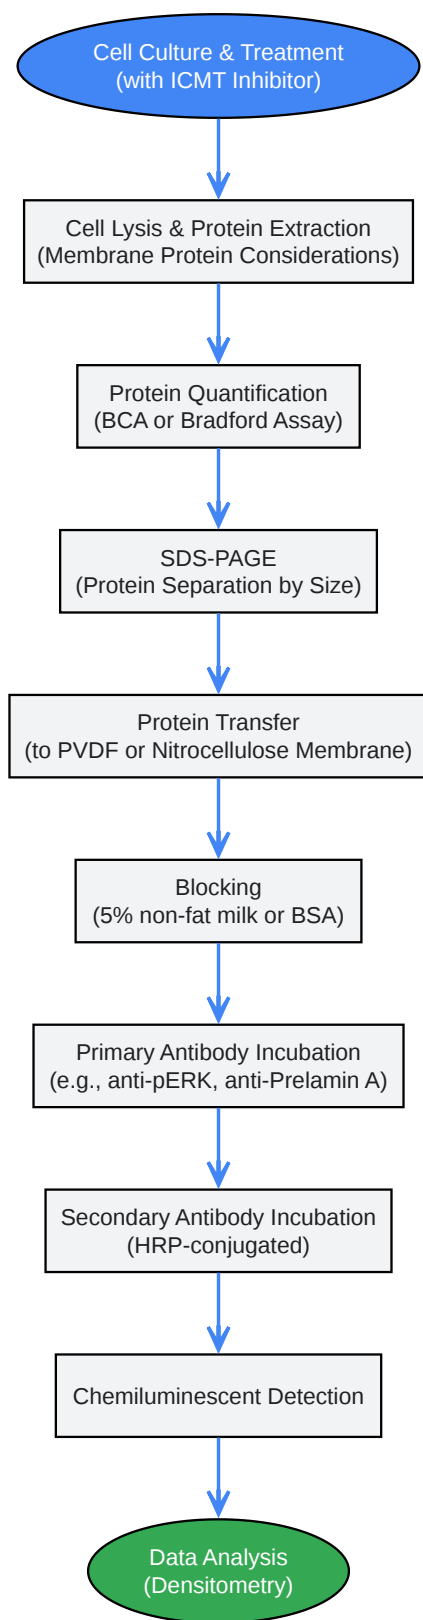 Cell Culture & Treatment
(with ICMT Inhibitor)
Cell Lysis & Protein Extraction
(Membrane Protein Considerations)
Protein Quantification
(BCA or Bradford Assay)
SDS-PAGE
(Protein Separation by Size)
Protein Transfer
(to PVDF or Nitrocellulose Membrane)
Blocking
(5% non-fat milk or BSA)
Primary Antibody Incubation
(e.g., anti-pERK, anti-Prelamin A)
Secondary Antibody Incubation
(HRP-conjugated)
Chemiluminescent Detection
Data Analysis
(Densitometry)